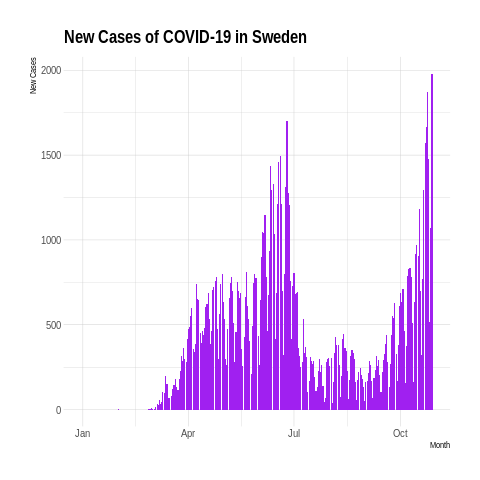 New Cases of COVID-19 in Sweden
New Cases
2000
1500
1000
500
0
Jan Apr Jul Oct
Month